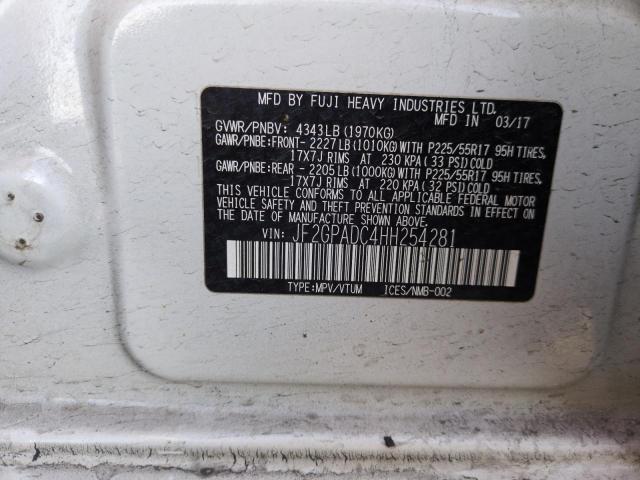 MFD BY FUJI HEAVY INDUSTRIES LTD.
MFD IN 03/17
GVWR/PNBV: 4343LB (1970KG)
GAWR/PNBE:FRONT- 2227LB(1010KG)WITH P225/55R17 95H TIRES,
17X7J RIMS AT 230 KPA(33 PSI)COLD
GAWR/PNBE:REAR - 2205LB(1000KG)WITH P225/55R17 95H TIRES,
17X7J RIMS AT 220 KPA(32 PSI)COLD
THIS VEHICLE CONFORMS TO ALL APPLICABLE FEDERAL MOTOR
VEHICLE SAFETY AND THEFT PREVENTION STANDARDS IN EFFECT ON
THE DATE OF MANUFACTURE SHOWN ABOVE.
VIN: JF2GPADC4HH254281
TYPE:MPV/VTUM ICES/NMB-002